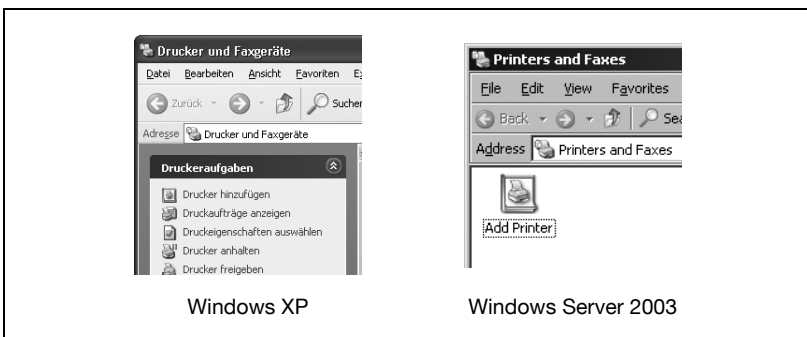 Drucker und Faxgeräte
Datei Bearbeiten Ansicht Favoriten
Zurück Suchen
Adresse Drucker und Faxgeräte
Druckeraufgaben
Drucker hinzufügen
Druckaufträge anzeigen
Druckeigenschaften auswählen
Drucker anhalten
Drucker freigeben
Windows XP
Printers and Faxes
File Edit View Favorites
Back
Address Printers and Faxes
Add Printer
Windows Server 2003